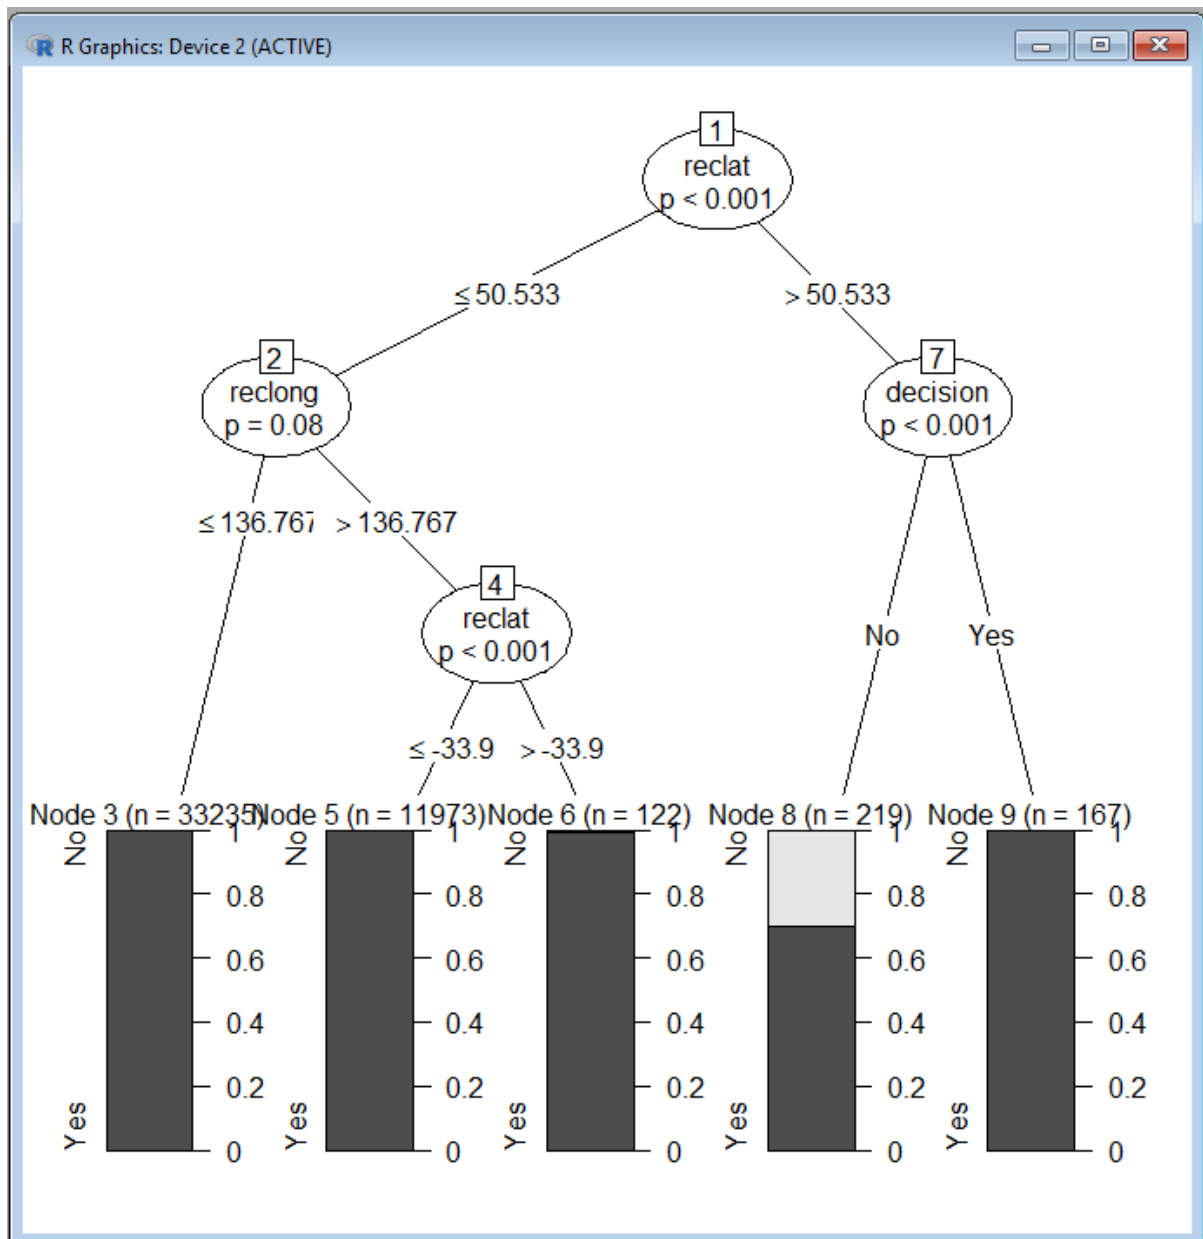 R Graphics: Device 2 (ACTIVE)
1
reclat
p < 0.001
≤ 50.533
> 50.533
2
reclong
p = 0.08
7
decision
p < 0.001
≤ 136.767
> 136.767
4
reclat
p < 0.001
No
Yes
≤ -33.9
> -33.9
Node 3 (n = 33235)
Node 5 (n = 11973)
Node 6 (n = 122)
Node 8 (n = 219)
Node 9 (n = 167)
No
Yes
1
0.8
0.6
0.4
0.2
0
No
Yes
1
0.8
0.6
0.4
0.2
0
No
Yes
1
0.8
0.6
0.4
0.2
0
No
Yes
1
0.8
0.6
0.4
0.2
0
No
Yes
1
0.8
0.6
0.4
0.2
0